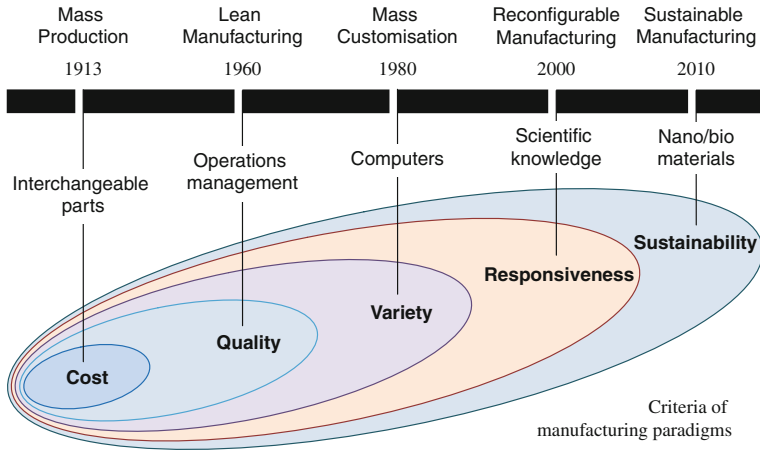 Mass
Production
Lean
Manufacturing
Mass
Customisation
Reconfigurable
Manufacturing
Sustainable
Manufacturing
1913
1960
1980
2000
2010
Interchangeable
parts
Operations
management
Computers
Scientific
knowledge
Nano/bio
materials
Cost
Quality
Variety
Responsiveness
Sustainability
Criteria of
manufacturing paradigms